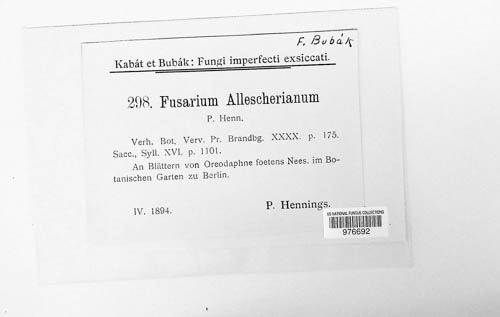 F. Bubák
Kabát et Bubák: Fungi imperfecti exsiccati.
298. Fusarium Allescherianum
P. Henn.
Verh. Bot. Verv. Pr. Brandbg. XXXX. p. 175.
Sacc., Syll. XVI. p. 1101.
An Blättern von Oreodaphne foetens Nees. im Bo-
tanischen Garten zu Berlin.
IV. 1894.
P. Hennings.
US NATIONAL FUNGUS COLLECTIONS
976692